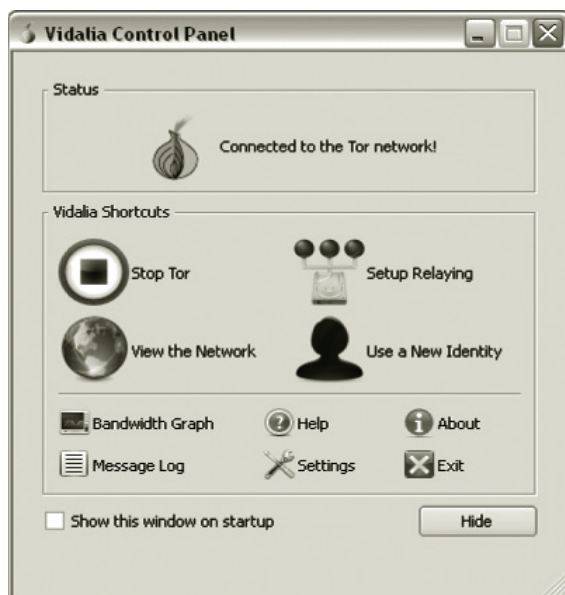 Vidalia Control Panel
Status
Connected to the Tor network!
Vidalia Shortcuts
Stop Tor
Setup Relaying
View the Network
Use a New Identity
Bandwidth Graph
Help
About
Message Log
Settings
Exit
Show this window on startup
Hide